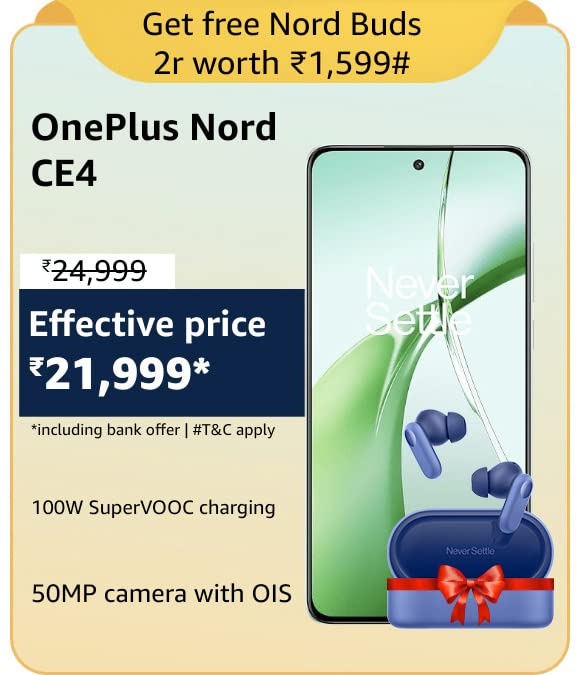 Get free Nord Buds
2r worth ₹1,599#
OnePlus Nord
CE4
₹24,999
Effective price
₹21,999*
*including bank offer | #T&C apply
100W SuperVOOC charging
50MP camera with OIS
Never
Settle
Never Settle